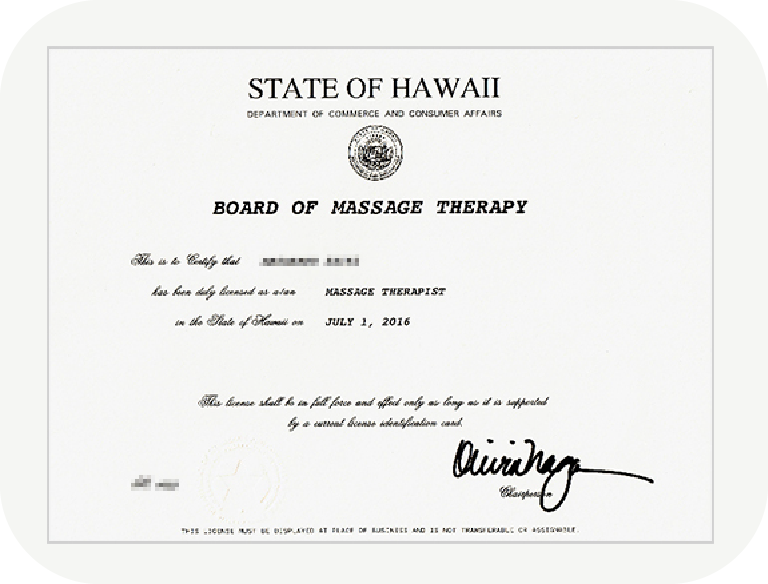 STATE OF HAWAII
DEPARTMENT OF COMMERCE AND CONSUMER AFFAIRS
BOARD OF MASSAGE THERAPY
This is to Certify that
has been duly licensed as a/an MASSAGE THERAPIST
in the State of Hawaii on JULY 1, 2016
This license shall be in full force and effect only as long as it is supported
by a current license identification card.
Chairperson
THIS LICENSE MUST BE DISPLAYED AT PLACE OF BUSINESS AND IS NOT TRANSFERABLE OR ASSIGNABLE.